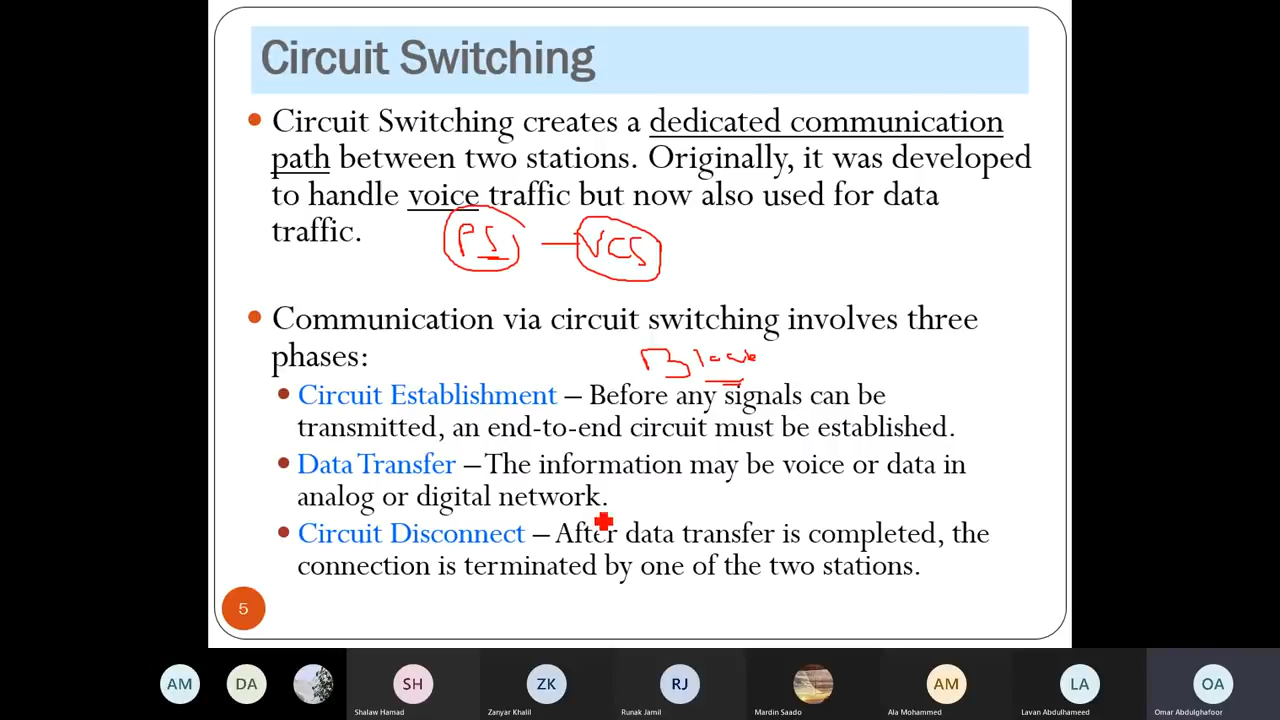 Circuit Switching
Circuit Switching creates a dedicated communication
path between two stations. Originally, it was developed
to handle voice traffic but now also used for data
traffic.
PS — VCS
Communication via circuit switching involves three
phases:
Circuit Establishment – Before any signals can be
transmitted, an end-to-end circuit must be established.
Data Transfer – The information may be voice or data in
analog or digital network.
Circuit Disconnect – After data transfer is completed, the
connection is terminated by one of the two stations.
5
AM DA SH ZK RJ AM LA OA
Shalaw Hamad Zanyar Khalil Runak Jamil Mardin Saado Ala Mohammed Lavan Abdulhameed Omar Abdulghafoor